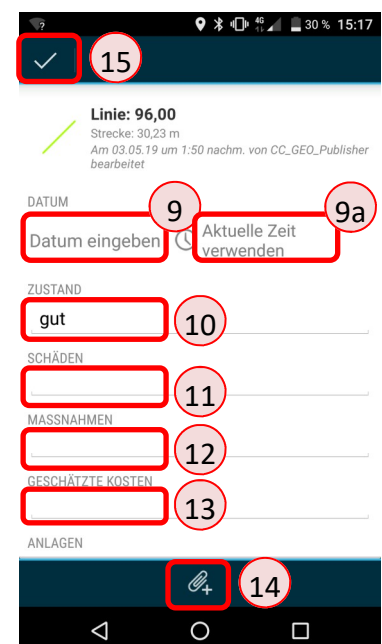 ? 4G 30 % 15:17
15
Linie: 96,00
Strecke: 30,23 m
Am 03.05.19 um 1:50 nachm. von CC_GEO_Publisher
bearbeitet
DATUM
9
9a
Datum eingeben
Aktuelle Zeit
verwenden
ZUSTAND
gut
10
SCHÄDEN
11
MASSNAHMEN
12
GESCHÄTZTE KOSTEN
13
ANLAGEN
14